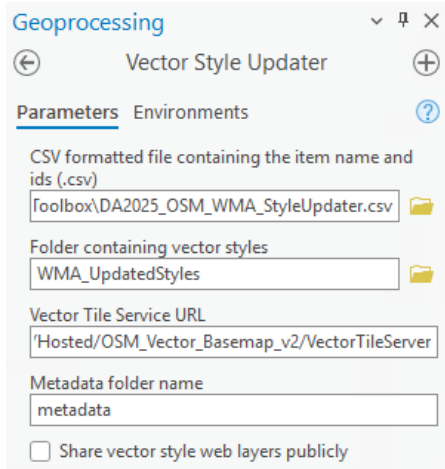 Geoprocessing
Vector Style Updater
Parameters Environments
CSV formatted file containing the item name and
ids (.csv)
Toolbox\DA2025_OSM_WMA_StyleUpdater.csv
Folder containing vector styles
WMA_UpdatedStyles
Vector Tile Service URL
/Hosted/OSM_Vector_Basemap_v2/VectorTileServer
Metadata folder name
metadata
Share vector style web layers publicly